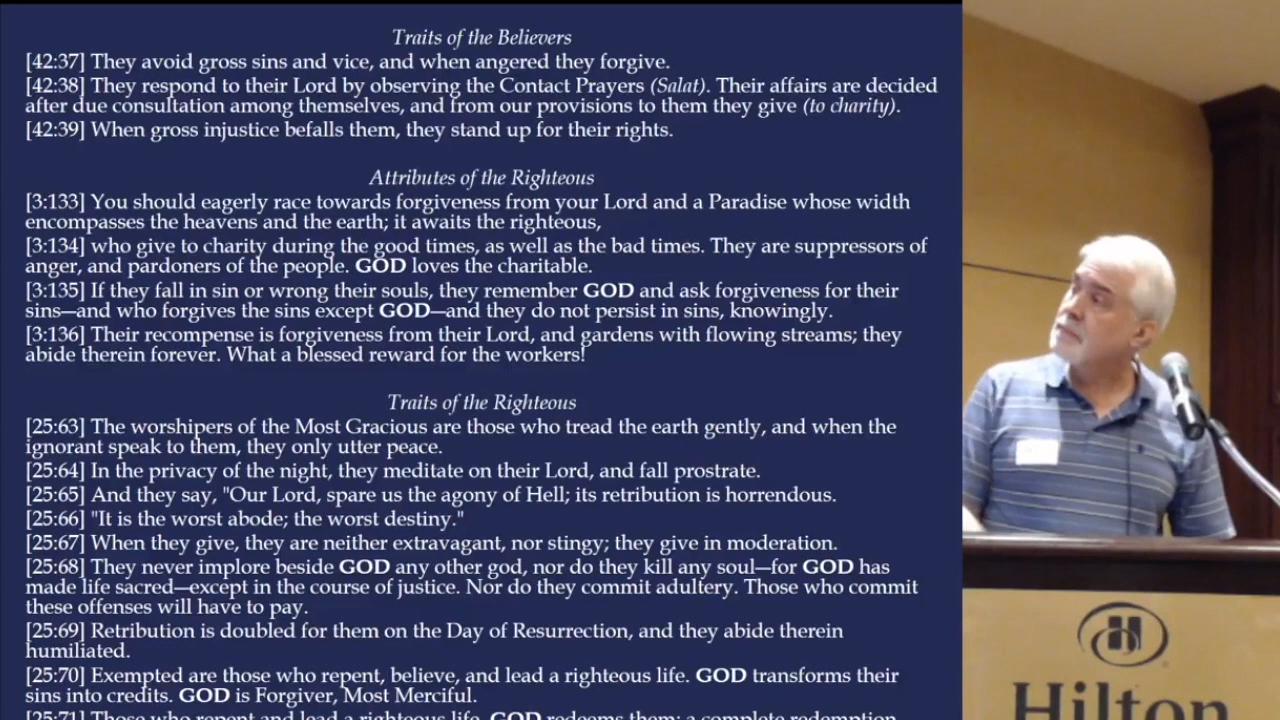 Traits of the Believers
[42:37] They avoid gross sins and vice, and when angered they forgive.
[42:38] They respond to their Lord by observing the Contact Prayers (Salat). Their affairs are decided
after due consultation among themselves, and from our provisions to them they give (to charity).
[42:39] When gross injustice befalls them, they stand up for their rights.
Attributes of the Righteous
[3:133] You should eagerly race towards forgiveness from your Lord and a Paradise whose width
encompasses the heavens and the earth; it awaits the righteous,
[3:134] who give to charity during the good times, as well as the bad times. They are suppressors of
anger, and pardoners of the people. GOD loves the charitable.
[3:135] If they fall in sin or wrong their souls, they remember GOD and ask forgiveness for their
sins—and who forgives the sins except GOD—and they do not persist in sins, knowingly.
[3:136] Their recompense is forgiveness from their Lord, and gardens with flowing streams; they
abide therein forever. What a blessed reward for the workers!
Traits of the Righteous
[25:63] The worshipers of the Most Gracious are those who tread the earth gently, and when the
ignorant speak to them, they only utter peace.
[25:64] In the privacy of the night, they meditate on their Lord, and fall prostrate.
[25:65] And they say, "Our Lord, spare us the agony of Hell; its retribution is horrendous.
[25:66] "It is the worst abode; the worst destiny."
[25:67] When they give, they are neither extravagant, nor stingy; they give in moderation.
[25:68] They never implore beside GOD any other god, nor do they kill any soul—for GOD has
made life sacred—except in the course of justice. Nor do they commit adultery. Those who commit
these offenses will have to pay.
[25:69] Retribution is doubled for them on the Day of Resurrection, and they abide therein
humiliated.
[25:70] Exempted are those who repent, believe, and lead a righteous life. GOD transforms their
sins into credits. GOD is Forgiver, Most Merciful.
[25:71] Those who repent and lead a righteous life, GOD redeems them; a complete redemption.
H
Hilton